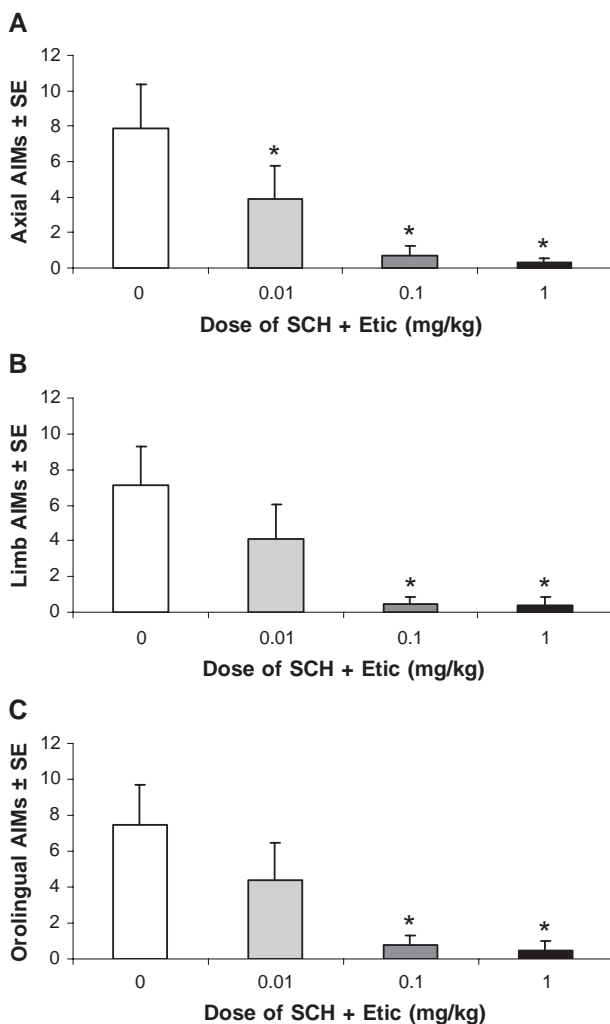 A
Axial AIMs ± SE
12
10
8
6
4
2
0
*
*
*
0 0.01 0.1 1
Dose of SCH + Etic (mg/kg)
B
Limb AIMs ± SE
12
10
8
6
4
2
0
*
*
0 0.01 0.1 1
Dose of SCH + Etic (mg/kg)
C
Orolingual AIMs ± SE
12
10
8
6
4
2
0
*
*
0 0.01 0.1 1
Dose of SCH + Etic (mg/kg)